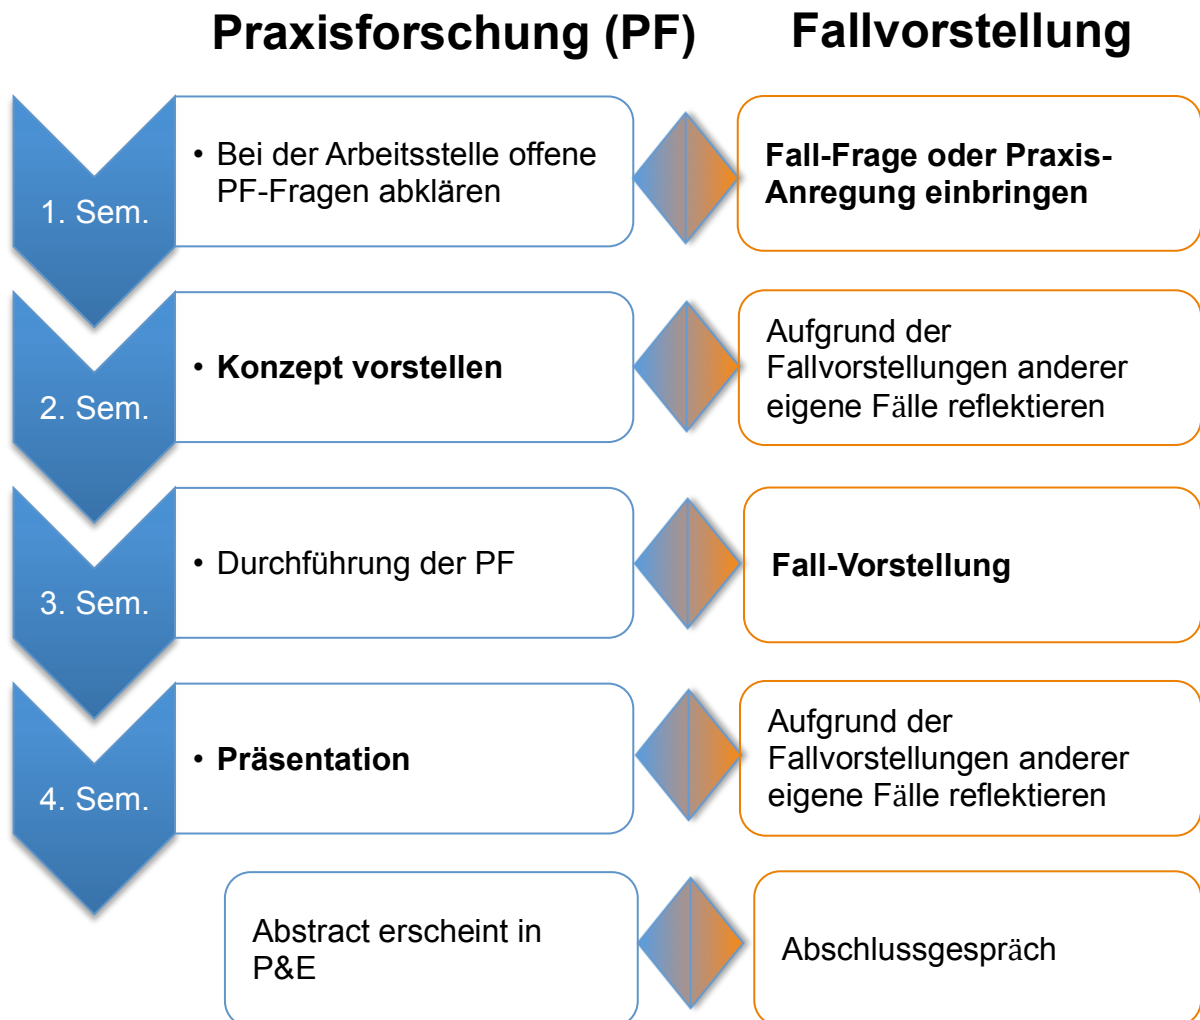 Praxisforschung (PF)
Fallvorstellung
1. Sem.
• Bei der Arbeitsstelle offene
PF-Fragen abklären
Fall-Frage oder Praxis-
Anregung einbringen
2. Sem.
• Konzept vorstellen
Aufgrund der
Fallvorstellungen anderer
eigene Fälle reflektieren
3. Sem.
• Durchführung der PF
Fall-Vorstellung
4. Sem.
• Präsentation
Aufgrund der
Fallvorstellungen anderer
eigene Fälle reflektieren
Abstract erscheint in
P&E
Abschlussgespräch